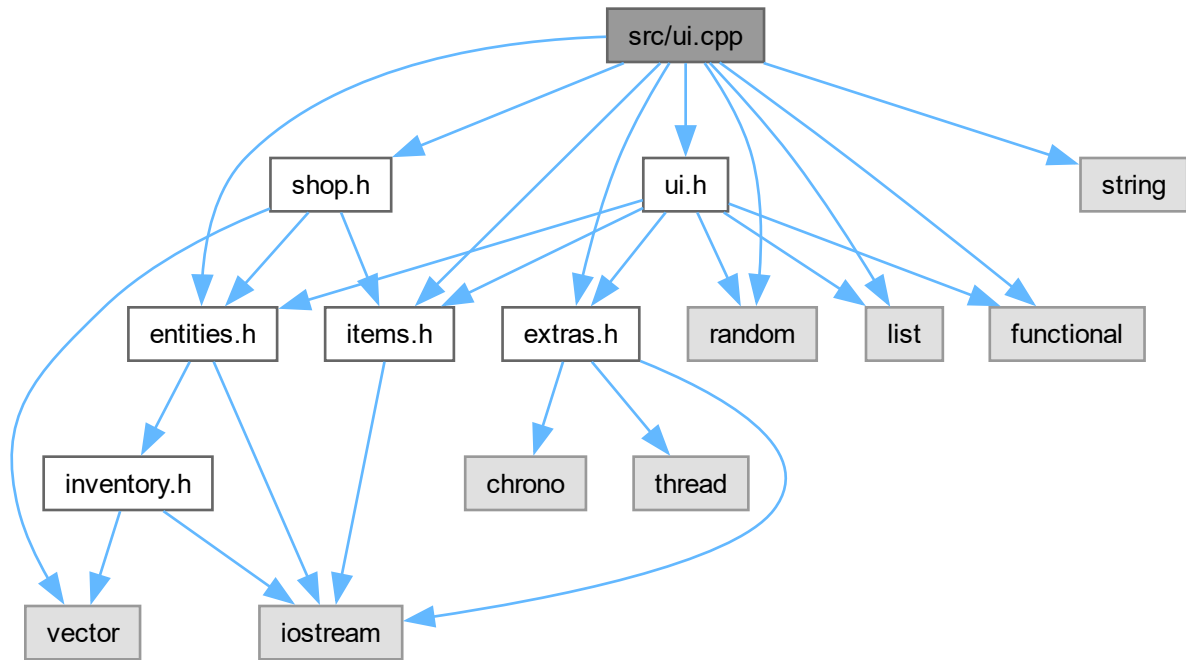 src/ui.cpp
shop.h
ui.h
string
entities.h
items.h
extras.h
random
list
functional
inventory.h
chrono
thread
vector
iostream